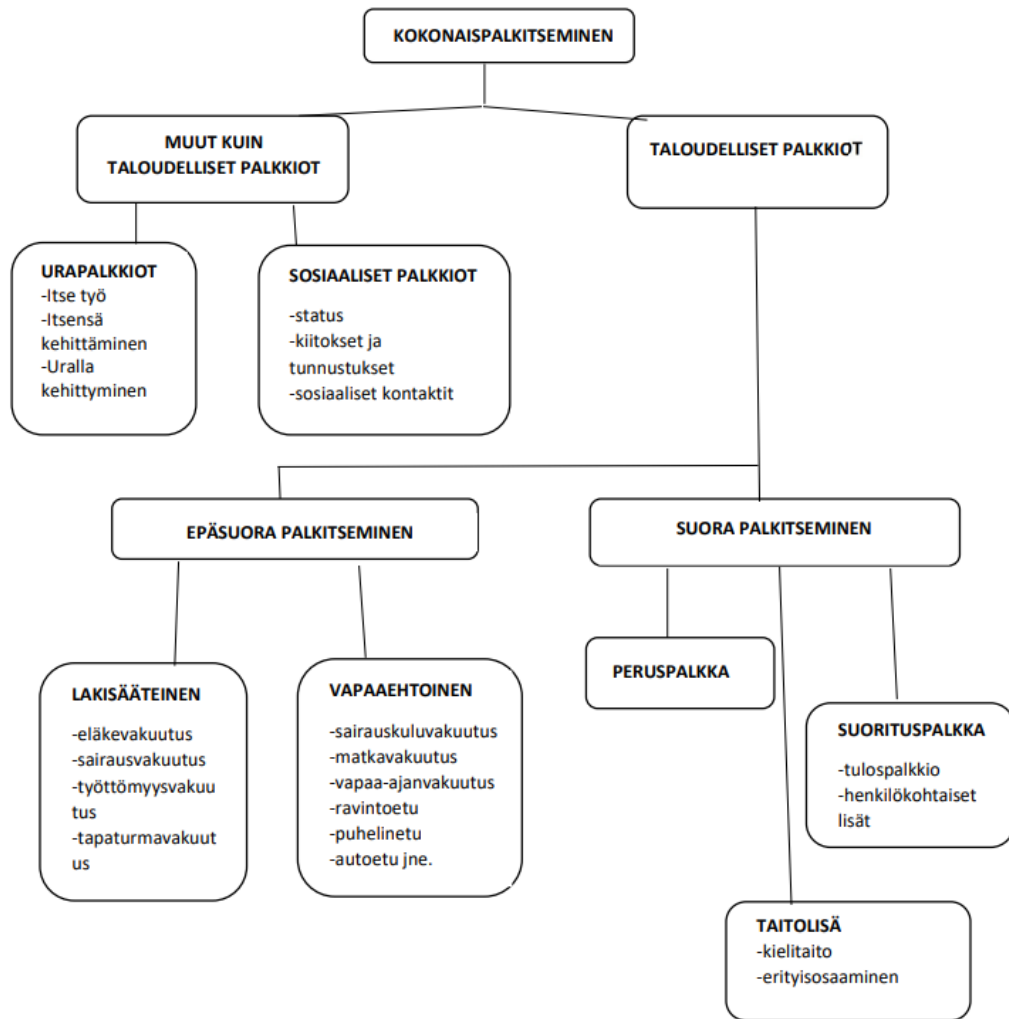 KOKONAISPALKITSEMINEN
MUUT KUIN
TALOUDELLISET PALKKIOT
TALOUDELLISET PALKKIOT
URAPALKKIOT
-Itse työ
-Itsensä
kehittäminen
-Uralla
kehittyminen
SOSIAALISET PALKKIOT
-status
-kiitokset ja
tunnustukset
-sosiaaliset kontaktit
EPÄSUORA PALKITSEMINEN
SUORA PALKITSEMINEN
LAKISÄÄTEINEN
-eläkevakuutus
-sairausvakuutus
-työttömyysvakuu
tus
-tapaturmavakuut
us
VAPAAEHTOINEN
-sairauskuluvakuutus
-matkavakuutus
-vapaa-ajanvakuutus
-ravintoetu
-puhelinetu
-autoetu jne.
PERUSPALKKA
SUORITUSPALKKA
-tulospalkkio
-henkilökohtaiset
lisät
TAITOLISÄ
-kielitaito
-erityisosaaminen